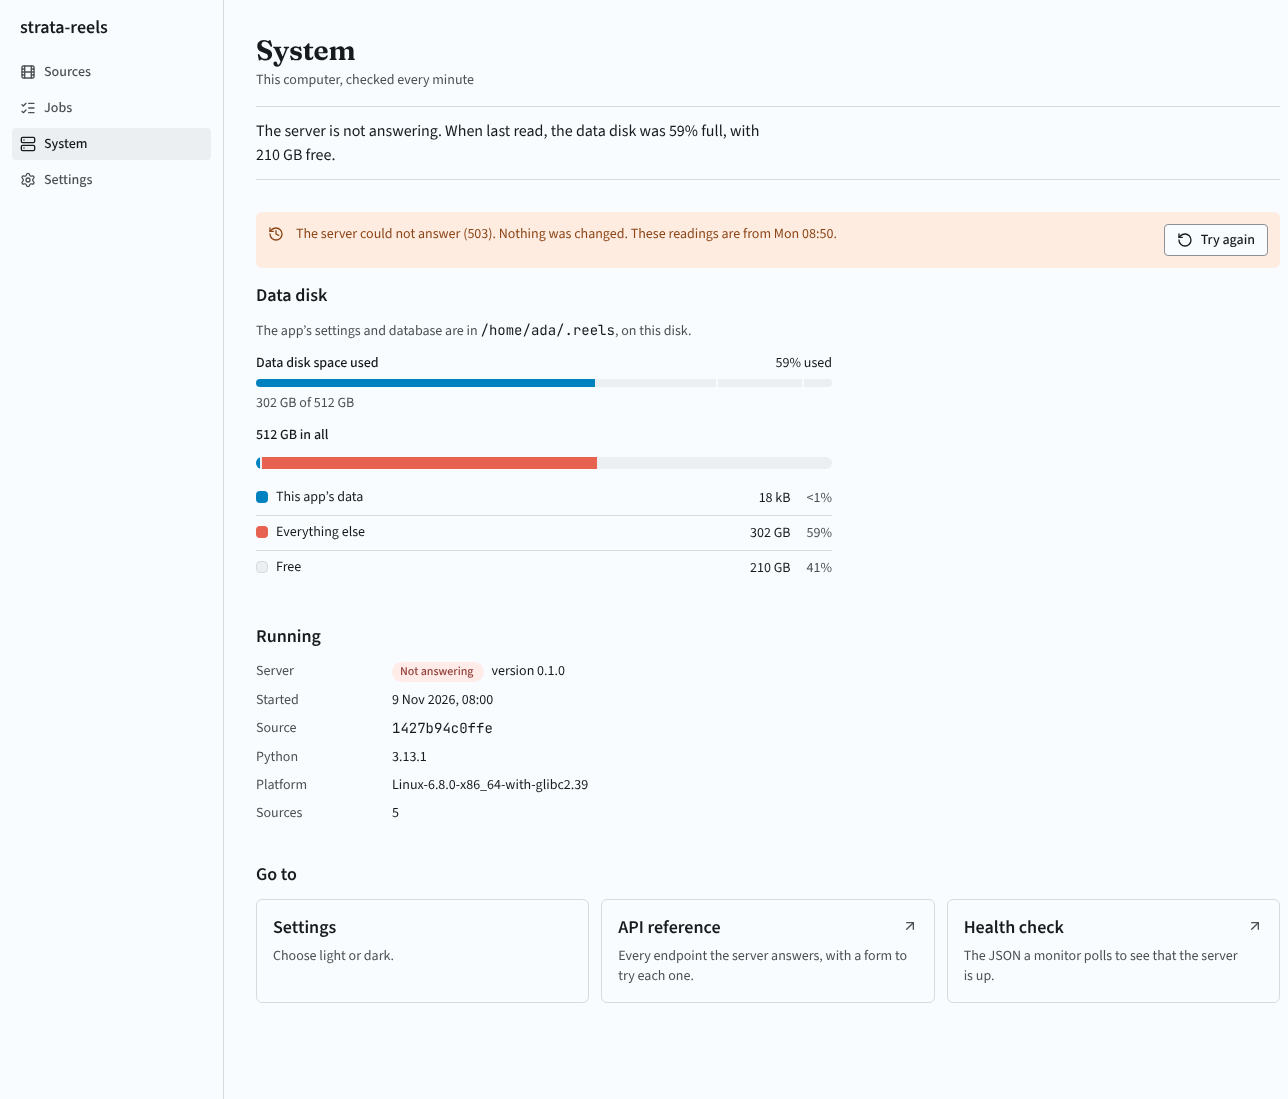 strata-reels
Sources
Jobs
System
Settings
System
This computer, checked every minute
The server is not answering. When last read, the data disk was 59% full, with
210 GB free.
The server could not answer (503). Nothing was changed. These readings are from Mon 08:50.
Try again
Data disk
The app’s settings and database are in /home/ada/.reels, on this disk.
Data disk space used 59% used
302 GB of 512 GB
512 GB in all
This app’s data 18 kB <1%
Everything else 302 GB 59%
Free 210 GB 41%
Running
Server Not answering version 0.1.0
Started 9 Nov 2026, 08:00
Source 1427b94c0ffe
Python 3.13.1
Platform Linux-6.8.0-x86_64-with-glibc2.39
Sources 5
Go to
Settings
Choose light or dark.
API reference
Every endpoint the server answers, with a form to
try each one.
Health check
The JSON a monitor polls to see that the server
is up.